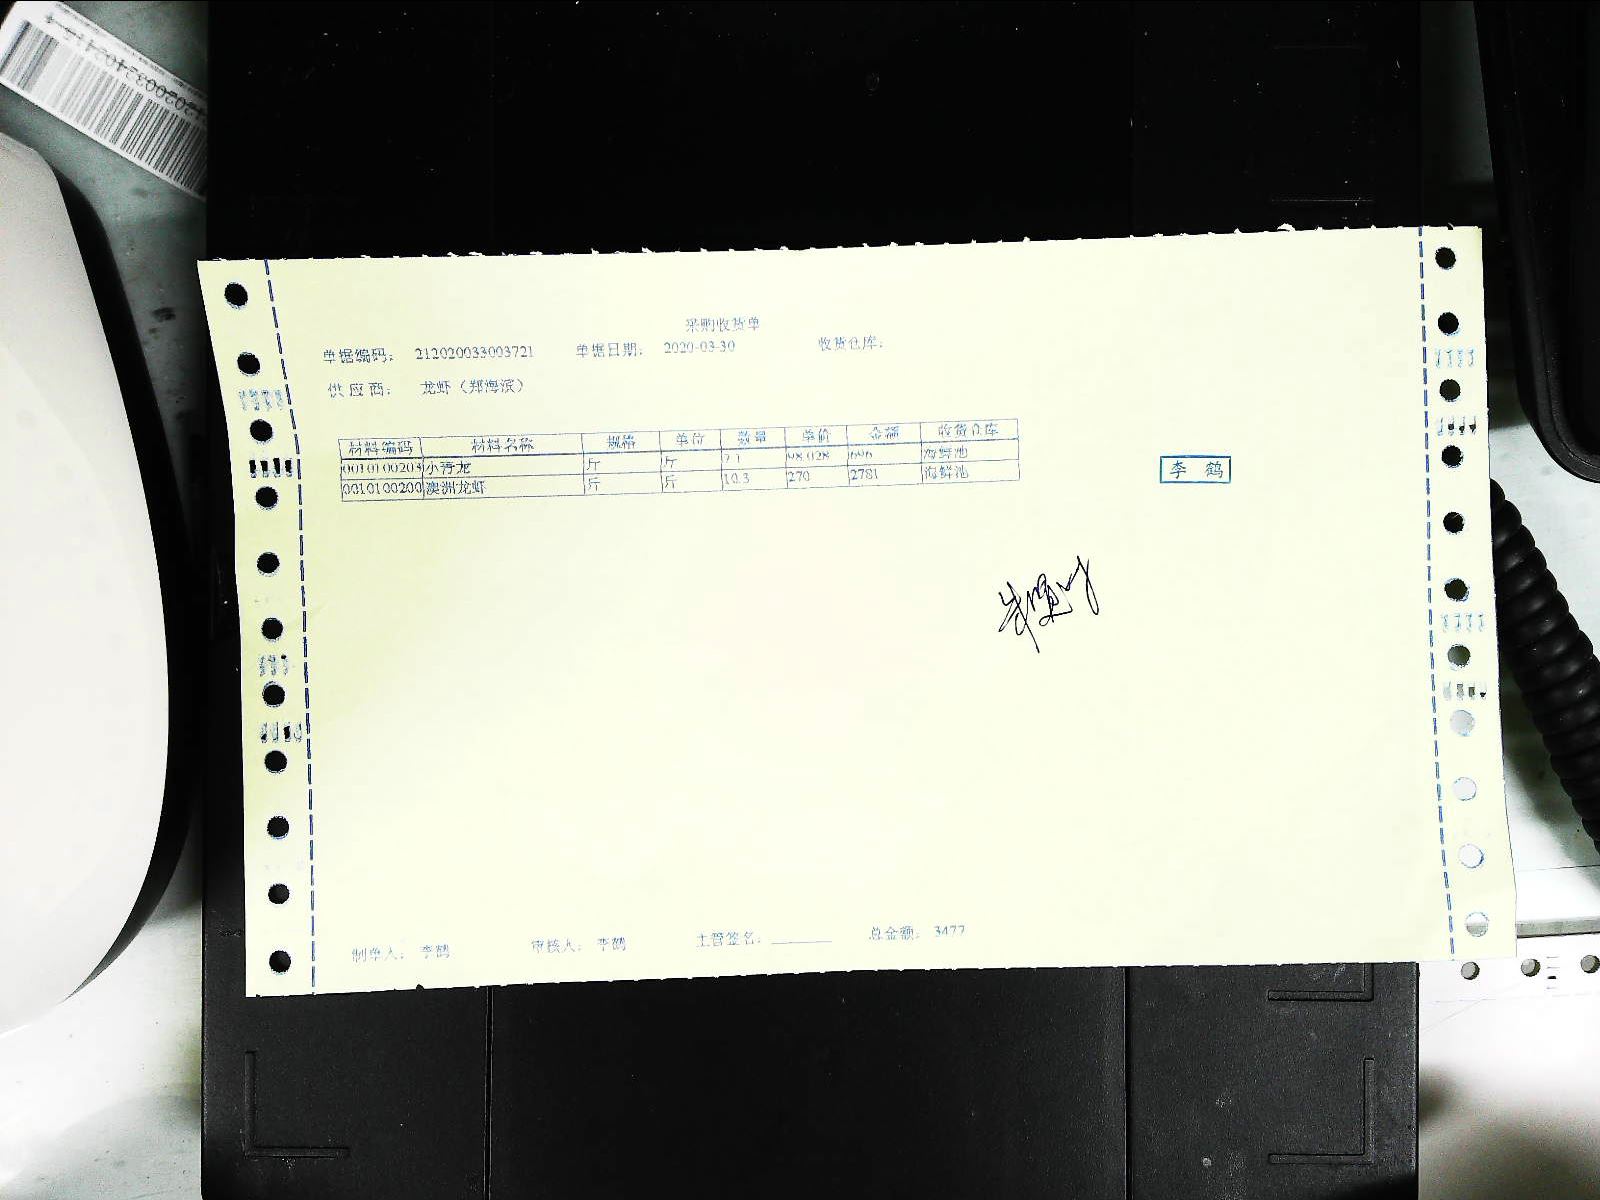 采购收货单
单据编码： 212020033003721 单据日期： 2020-03-30 收货仓库：
供应商： 龙虾（郑海滨）
材料编码 材料名称 规格 单位 数量 单价 金额 收货仓库
小青龙 斤 斤 7.1 98.028 696 海鲜池
0010100200 澳洲龙虾 斤 斤 10.3 270 2781 海鲜池
李 鹤
制单人： 李鹤 审核人： 李鹤 主管签名： 总金额： 3477